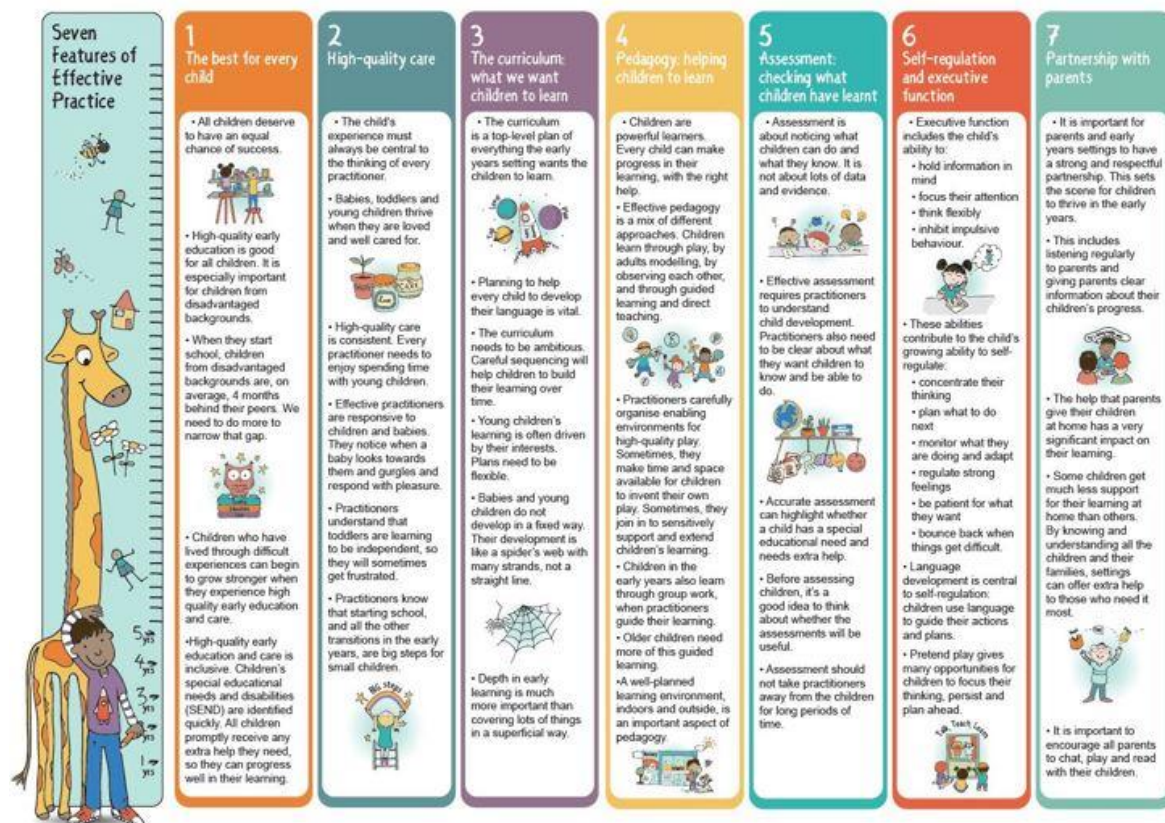 Seven
Features of
Effective
Practice
5 yrs
4 yrs
3 yrs
2 yrs
1 yrs
1
The best for every
child
• All children deserve
to have an equal
chance of success.
• High-quality early
education is good
for all children. It is
especially important
for children from
disadvantaged
backgrounds.
• When they start
school, children
from disadvantaged
backgrounds are, on
average, 4 months
behind their peers. We
need to do more to
narrow that gap.
• Children who have
lived through difficult
experiences can begin
to grow stronger when
they experience high
quality early education
and care.
•High-quality early
education and care is
inclusive. Children's
special educational
needs and disabilities
(SEND) are identified
quickly. All children
promptly receive any
extra help they need,
so they can progress
well in their learning.
2
High-quality care
• The child's
experience must
always be central to
the thinking of every
practitioner.
• Babies, toddlers and
young children thrive
when they are loved
and well cared for.
CARE
Love
• High-quality care
is consistent. Every
practitioner needs to
enjoy spending time
with young children.
• Effective practitioners
are responsive to
children and babies.
They notice when a
baby looks towards
them and gurgles and
respond with pleasure.
• Practitioners
understand that
toddlers are learning
to be independent, so
they will sometimes
get frustrated.
• Practitioners know
that starting school,
and all the other
transitions in the early
years, are big steps for
small children.
Big steps
3
The curriculum:
what we want
children to learn
• The curriculum
is a top-level plan of
everything the early
years setting wants the
children to learn.
• Planning to help
every child to develop
their language is vital.
• The curriculum
needs to be ambitious.
Careful sequencing will
help children to build
their learning over
time.
• Young children's
learning is often driven
by their interests.
Plans need to be
flexible.
• Babies and young
children do not
develop in a fixed way.
Their development is
like a spider's web with
many strands, not a
straight line.
• Depth in early
learning is much
more important than
covering lots of things
in a superficial way.
4
Pedagogy: helping
children to learn
• Children are
powerful learners.
Every child can make
progress in their
learning, with the right
help.
• Effective pedagogy
is a mix of different
approaches. Children
learn through play, by
adults modelling, by
observing each other,
and through guided
learning and direct
teaching.
• Practitioners carefully
organise enabling
environments for
high-quality play.
Sometimes, they
make time and space
available for children
to invent their own
play. Sometimes, they
join in to sensitively
support and extend
children's learning.
• Children in the
early years also learn
through group work,
when practitioners
guide their learning.
• Older children need
more of this guided
learning.
•A well-planned
learning environment,
indoors and outside, is
an important aspect of
pedagogy.
5
Assessment:
checking what
children have learnt
• Assessment is
about noticing what
children can do and
what they know. It is
not about lots of data
and evidence.
• Effective assessment
requires practitioners
to understand
child development.
Practitioners also need
to be clear about what
they want children to
know and be able to
do.
• Accurate assessment
can highlight whether
a child has a special
educational need and
needs extra help.
• Before assessing
children, it's a
good idea to think
about whether the
assessments will be
useful.
• Assessment should
not take practitioners
away from the children
for long periods of
time.
6
Self-regulation
and executive
function
• Executive function
includes the child's
ability to:
• hold information in
mind
• focus their attention
• think flexibly
• inhibit impulsive
behaviour.
• These abilities
contribute to the child's
growing ability to self-
regulate:
• concentrate their
thinking
• plan what to do
next
• monitor what they
are doing and adapt
• regulate strong
feelings
• be patient for what
they want
• bounce back when
things get difficult.
• Language
development is central
to self-regulation:
children use language
to guide their actions
and plans.
• Pretend play gives
many opportunities for
children to focus their
thinking, persist and
plan ahead.
Talk Teach Learn
7
Partnership with
parents
• It is important for
parents and early
years settings to have
a strong and respectful
partnership. This sets
the scene for children
to thrive in the early
years.
• This includes
listening regularly
to parents and
giving parents clear
information about their
children's progress.
• The help that parents
give their children
at home has a very
significant impact on
their learning.
• Some children get
much less support
for their learning at
home than others.
By knowing and
understanding all the
children and their
families, settings
can offer extra help
to those who need it
most.
• It is important to
encourage all parents
to chat, play and read
with their children.